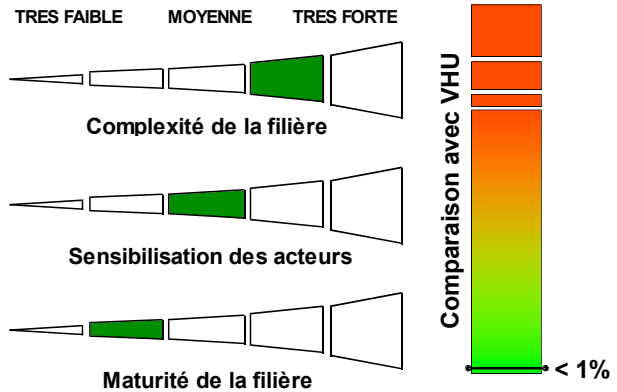 TRES FAIBLE MOYENNE TRES FORTE
Complexité de la filière
Sensibilisation des acteurs
Maturité de la filière
Comparaison avec VHU
< 1%